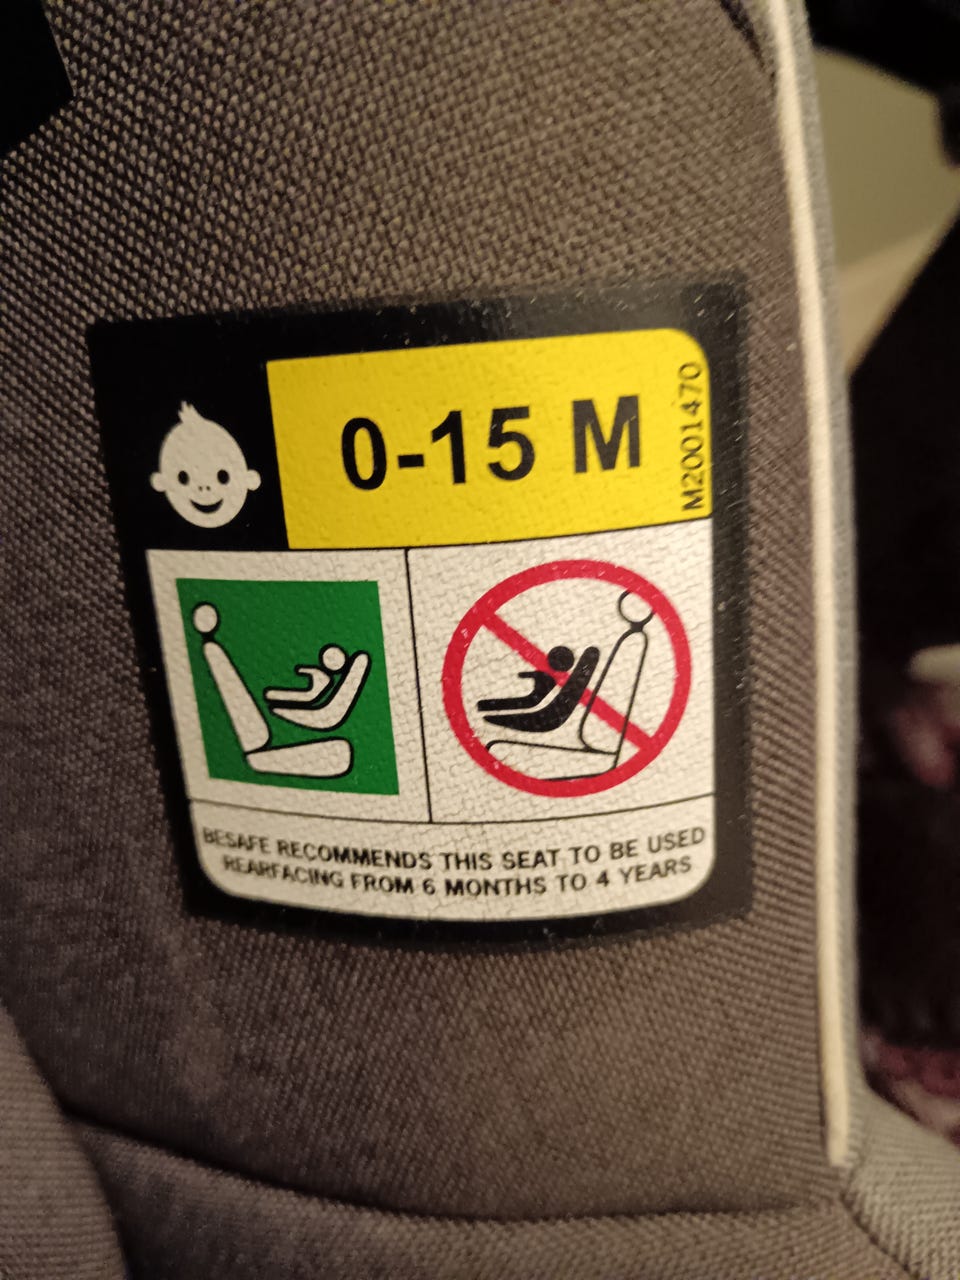 0-15 M
M2001470
BESAFE RECOMMENDS THIS SEAT TO BE USED
REARFACING FROM 6 MONTHS TO 4 YEARS